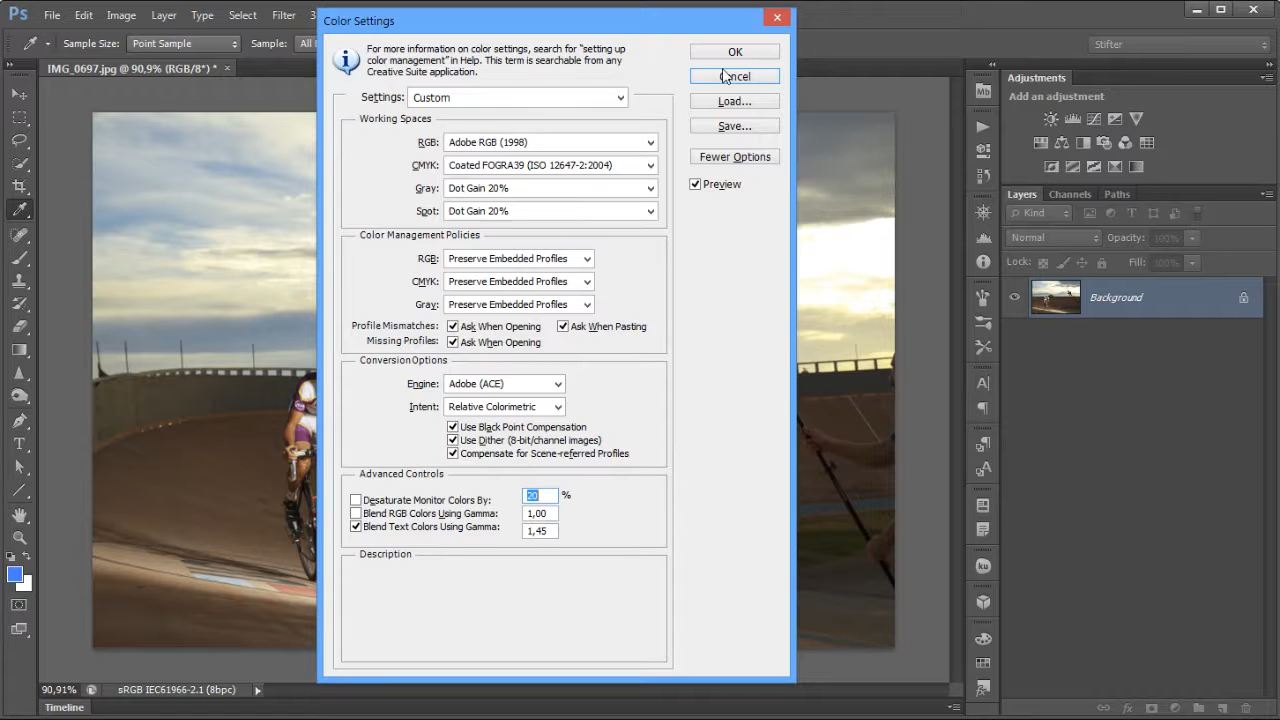 Ps File Edit Image Layer Type Select Filter
Color Settings
Sample Size: Point Sample Sample:
Stifter
IMG_0697.jpg @ 90,9% (RGB/8*) * ×
For more information on color settings, search for "setting up
color management" in Help. This term is searchable from any
Creative Suite application.
OK
Cancel
Load...
Save...
Fewer Options
Preview
Settings: Custom
Working Spaces
RGB: Adobe RGB (1998)
CMYK: Coated FOGRA39 (ISO 12647-2:2004)
Gray: Dot Gain 20%
Spot: Dot Gain 20%
Color Management Policies
RGB: Preserve Embedded Profiles
CMYK: Preserve Embedded Profiles
Gray: Preserve Embedded Profiles
Profile Mismatches: Ask When Opening Ask When Pasting
Missing Profiles: Ask When Opening
Conversion Options
Engine: Adobe (ACE)
Intent: Relative Colorimetric
Use Black Point Compensation
Use Dither (8-bit/channel images)
Compensate for Scene-referred Profiles
Advanced Controls
Desaturate Monitor Colors By: 20 %
Blend RGB Colors Using Gamma: 1,00
Blend Text Colors Using Gamma: 1,45
Description
Adjustments
Add an adjustment
Layers Channels Paths
Kind
Normal Opacity: 100%
Lock: Fill: 100%
Background
90,91% sRGB IEC61966-2.1 (8bpc)
Timeline